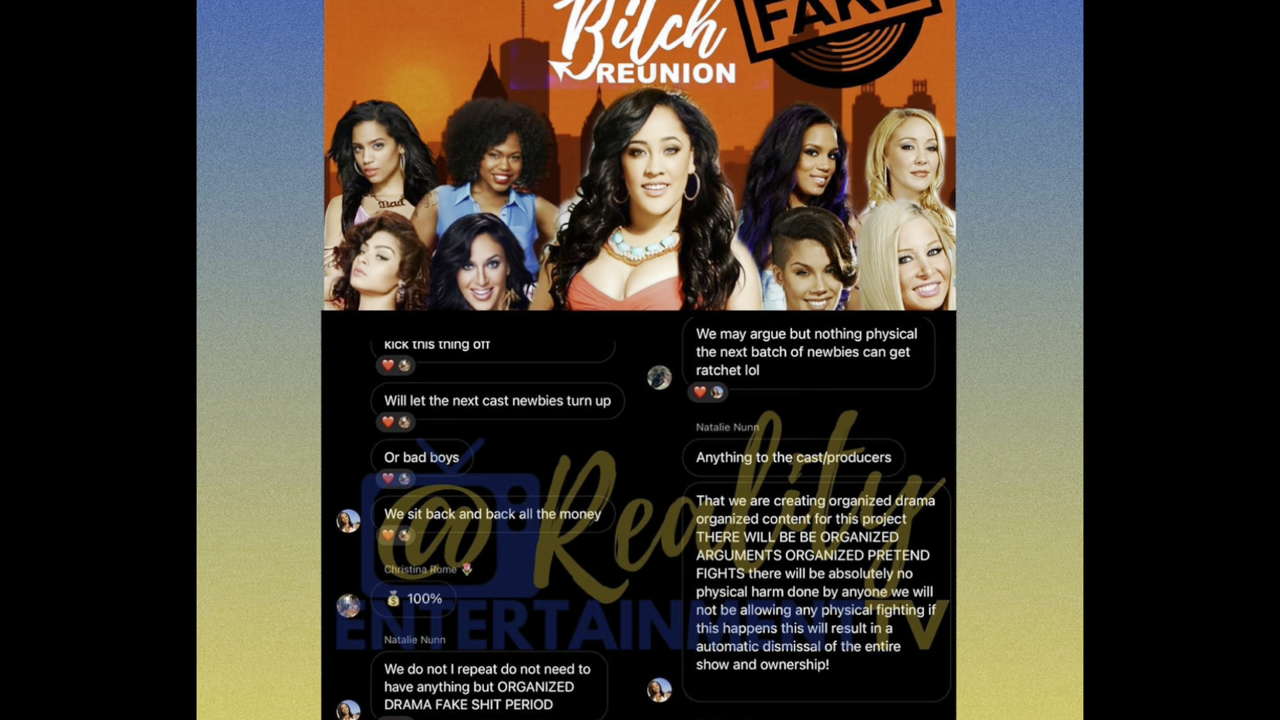 Bitch
FAKE
REUNION
Bad
kick this thing off
Will let the next cast newbies turn up
Or bad boys
We sit back and back all the money
Christina Rome 🌷
💰 100%
Natalie Nunn
We do not I repeat do not need to
have anything but ORGANIZED
DRAMA FAKE SHIT PERIOD
We may argue but nothing physical
the next batch of newbies can get
ratchet lol
Natalie Nunn
Anything to the cast/producers
That we are creating organized drama
organized content for this project
THERE WILL BE BE ORGANIZED
ARGUMENTS ORGANIZED PRETEND
FIGHTS there will be absolutely no
physical harm done by anyone we will
not be allowing any physical fighting if
this happens this will result in a
automatic dismissal of the entire
show and ownership!
@Reality
ENTERTAINMENT TV